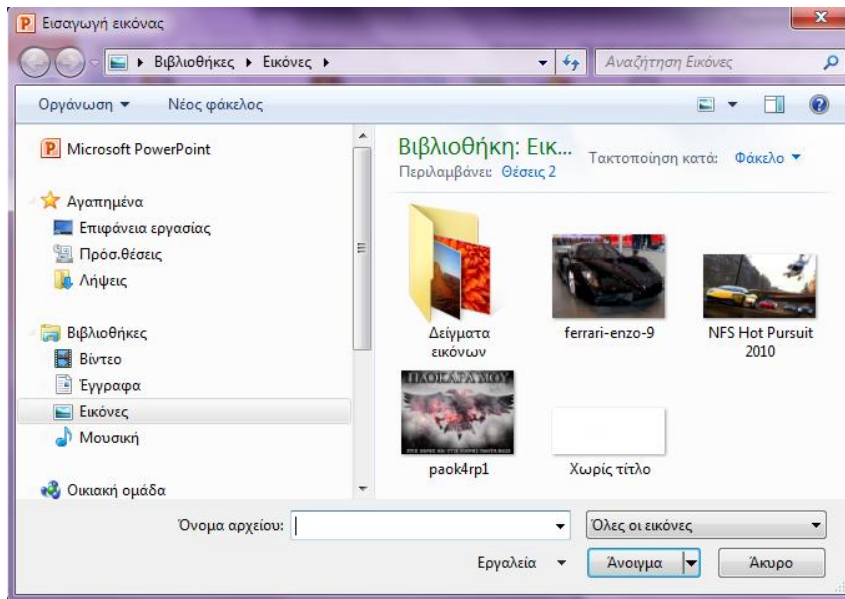 Εισαγωγή εικόνας
Βιβλιοθήκες Εικόνες
Αναζήτηση Εικόνες
Οργάνωση Νέος φάκελος
Microsoft PowerPoint
Αγαπημένα
Επιφάνεια εργασίας
Πρόσ.θέσεις
Λήψεις
Βιβλιοθήκες
Βίντεο
Έγγραφα
Εικόνες
Μουσική
Οικιακή ομάδα
Βιβλιοθήκη: Εικ...
Περιλαμβάνει: Θέσεις 2
Τακτοποίηση κατά: Φάκελο
Δείγματα
εικόνων
ferrari-enzo-9
NFS Hot Pursuit
2010
ΠΑΟΚΑΡΑ ΜΟΥ
paok4rp1
Χωρίς τίτλο
Όνομα αρχείου:
Όλες οι εικόνες
Εργαλεία Άνοιγμα Άκυρο